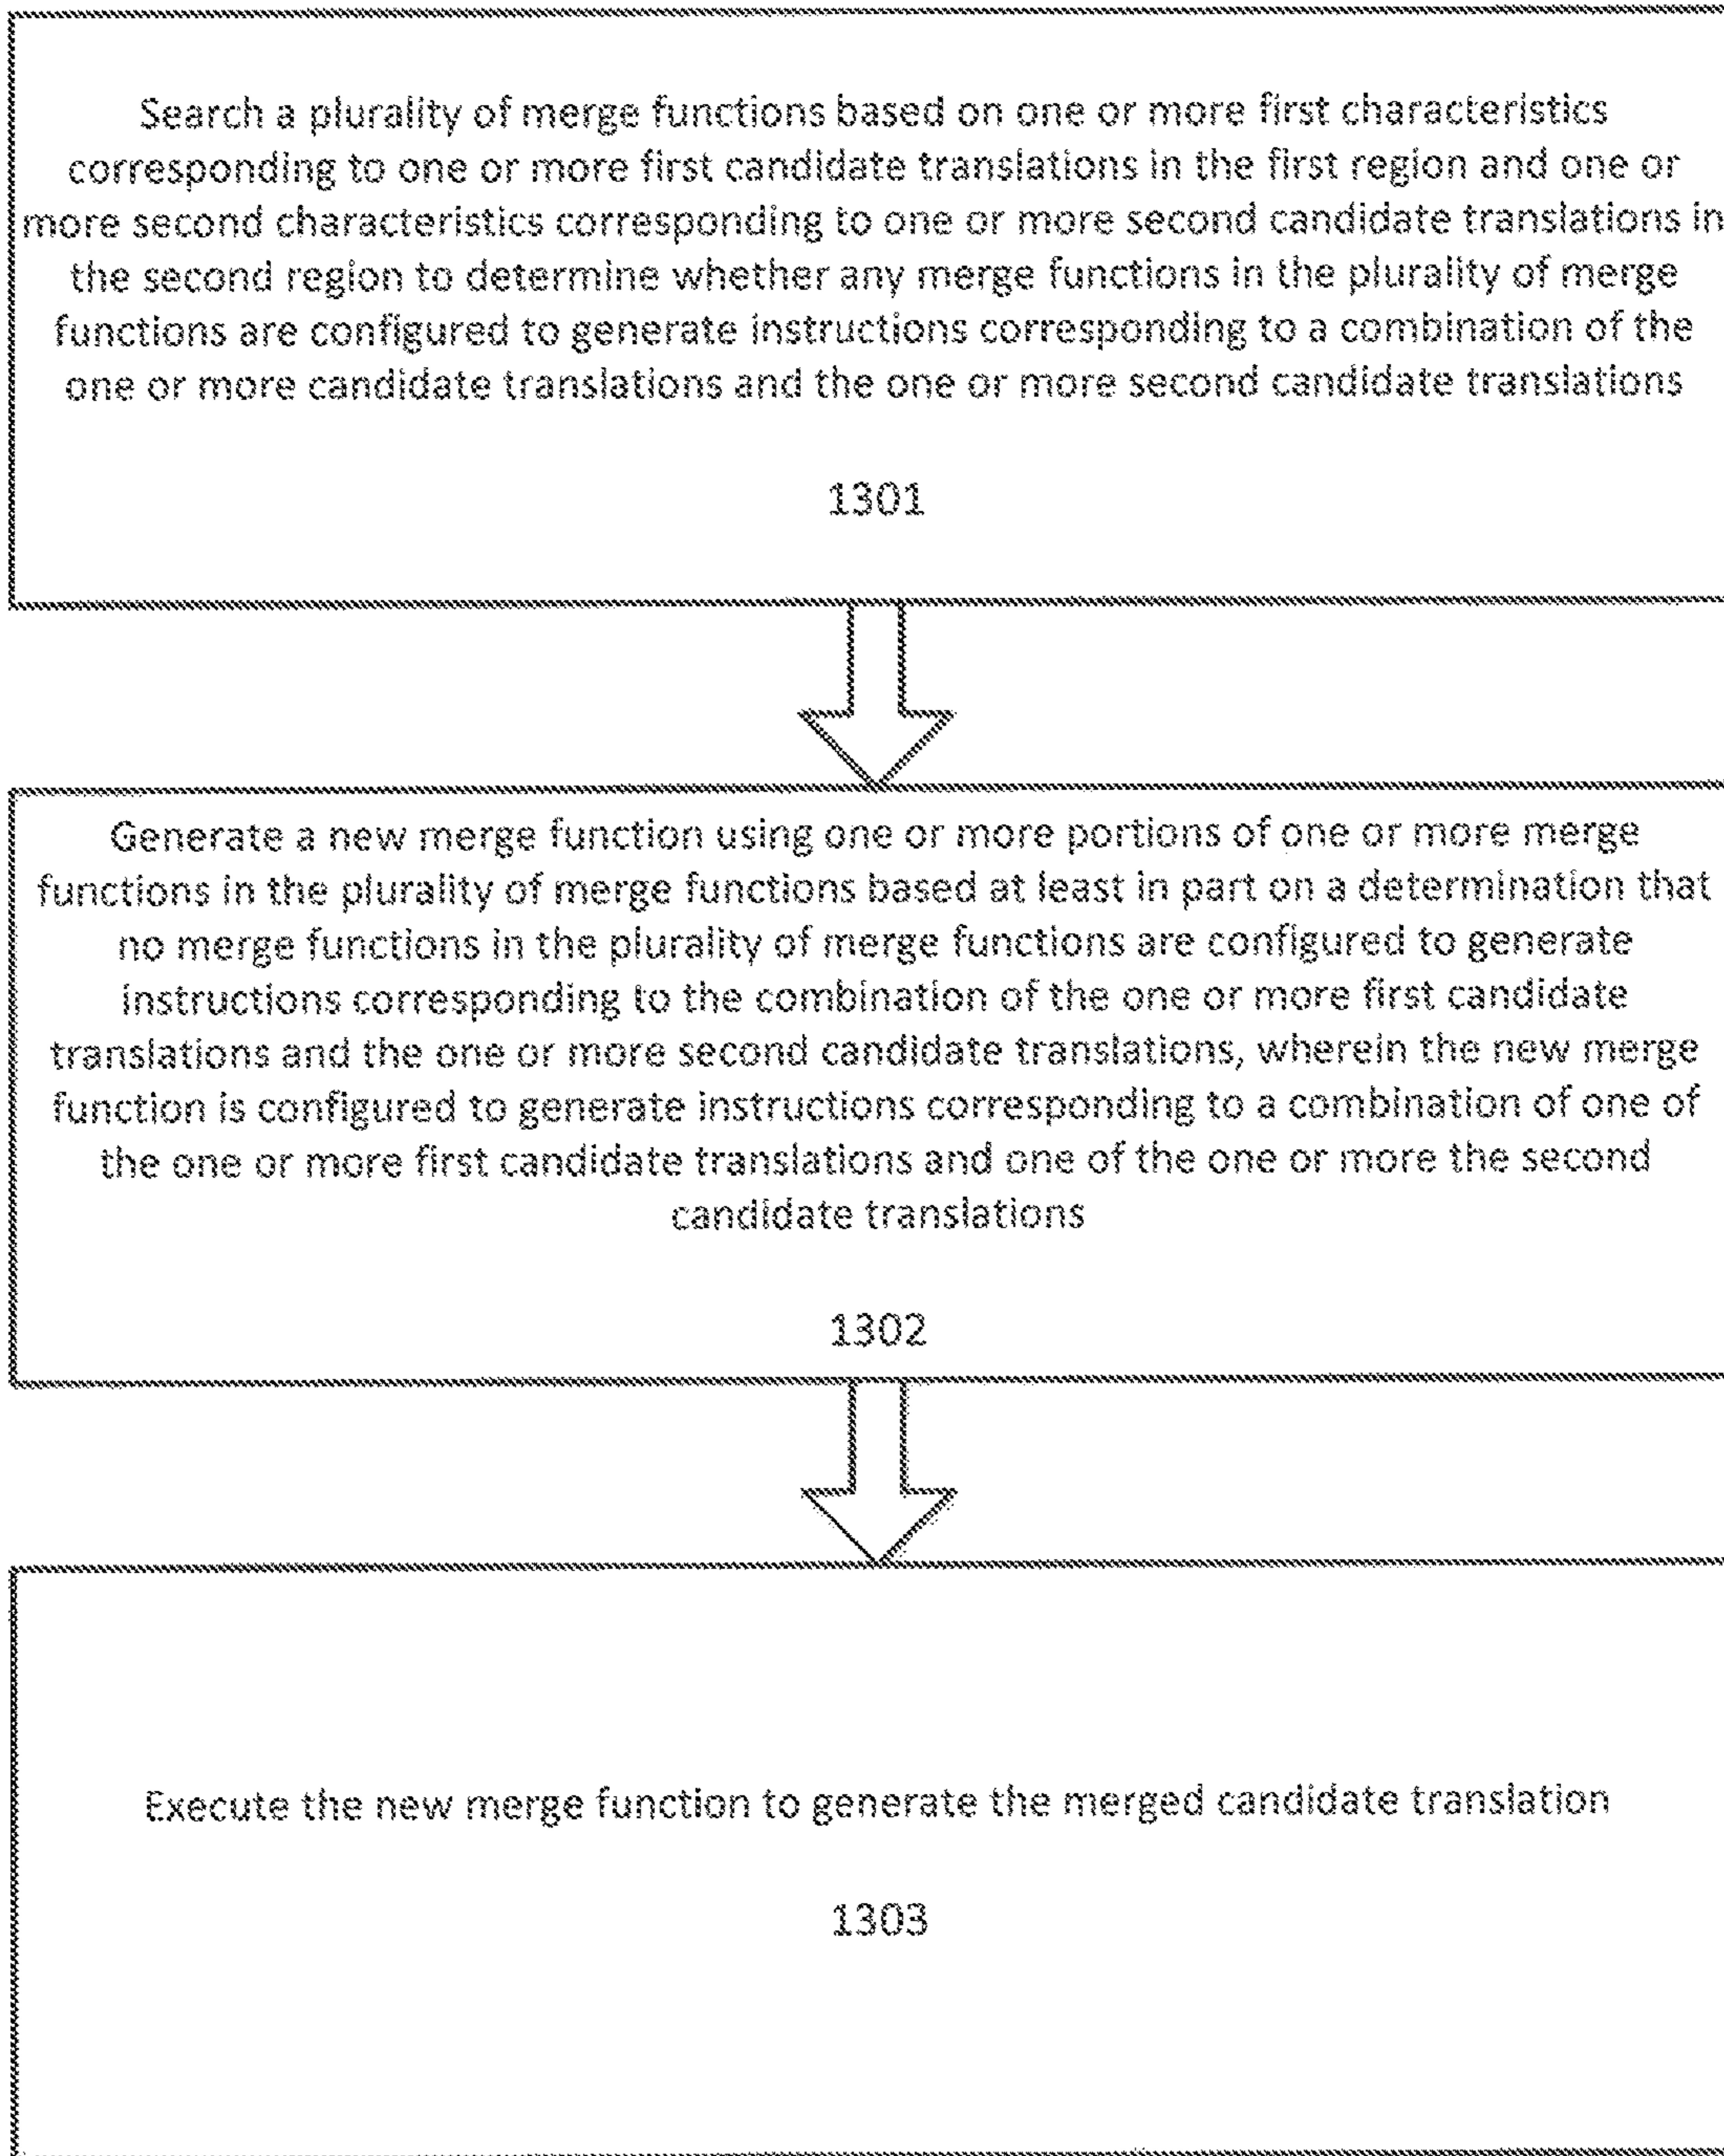 Search a plurality of merge functions based on one or more first characteristics
corresponding to one or more first candidate translations in the first region and one or
more second characteristics corresponding to one or more second candidate translations in
the second region to determine whether any merge functions in the plurality of merge
functions are configured to generate instructions corresponding to a combination of the
one or more candidate translations and the one or more second candidate translations
1301
Generate a new merge function using one or more portions of one or more merge
functions in the plurality of merge functions based at least in part on a determination that
no merge functions in the plurality of merge functions are configured to generate
instructions corresponding to the combination of the one or more first candidate
translations and the one or more second candidate translations, wherein the new merge
function is configured to generate instructions corresponding to a combination of one of
the one or more first candidate translations and one of the one or more the second
candidate translations
1302
Execute the new merge function to generate the merged candidate translation
1303